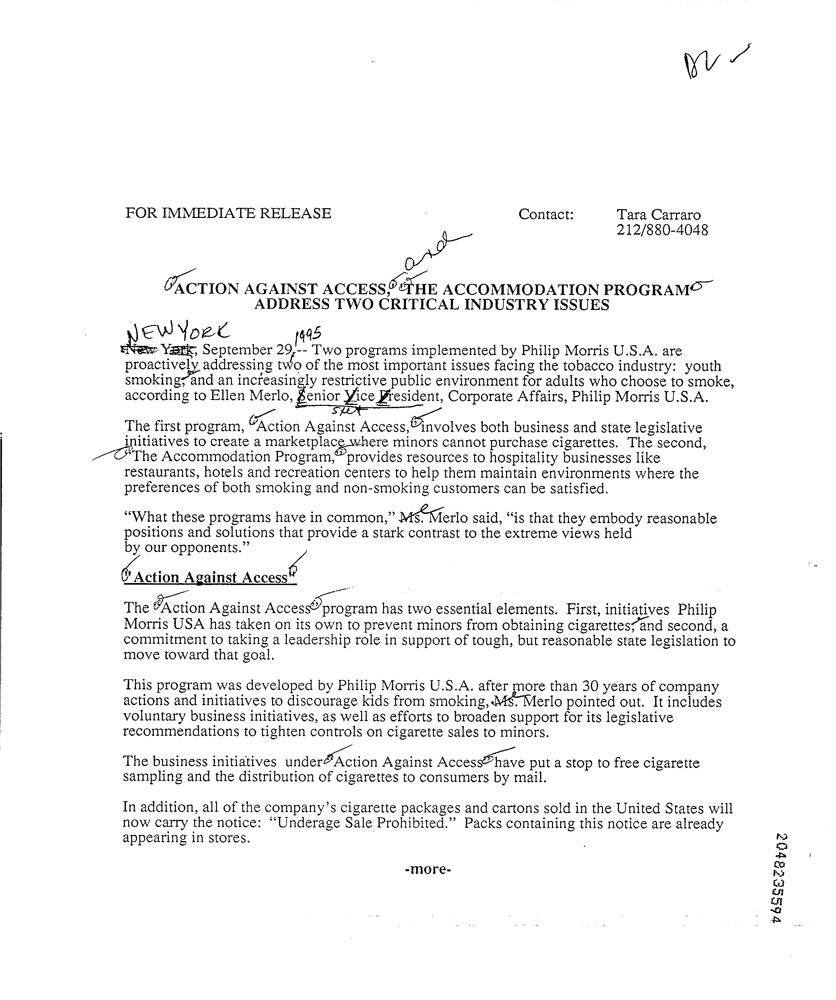 FOR IMMEDIATE RELEASE Contact: Tara Carraro
212/880-4048
and
ACTION AGAINST ACCESS, THE ACCOMMODATION PROGRAM
ADDRESS TWO CRITICAL INDUSTRY ISSUES
NEW YORK 1995
New York, September 29, -- Two programs implemented by Philip Morris U.S.A. are
proactively addressing two of the most important issues facing the tobacco industry: youth
smoking, and an increasingly restrictive public environment for adults who choose to smoke,
according to Ellen Merlo, Senior Vice President, Corporate Affairs, Philip Morris U.S.A.
The first program, "Action Against Access," involves both business and state legislative
initiatives to create a marketplace where minors cannot purchase cigarettes. The second,
"The Accommodation Program," provides resources to hospitality businesses like
restaurants, hotels and recreation centers to help them maintain environments where the
preferences of both smoking and non-smoking customers can be satisfied.
“What these programs have in common,” Ms. Merlo said, “is that they embody reasonable
positions and solutions that provide a stark contrast to the extreme views held
by our opponents.”
"Action Against Access"
The "Action Against Access" program has two essential elements. First, initiatives Philip
Morris USA has taken on its own to prevent minors from obtaining cigarettes, and second, a
commitment to taking a leadership role in support of tough, but reasonable state legislation to
move toward that goal.
This program was developed by Philip Morris U.S.A. after more than 30 years of company
actions and initiatives to discourage kids from smoking, Ms. Merlo pointed out. It includes
voluntary business initiatives, as well as efforts to broaden support for its legislative
recommendations to tighten controls on cigarette sales to minors.
The business initiatives under "Action Against Access" have put a stop to free cigarette
sampling and the distribution of cigarettes to consumers by mail.
In addition, all of the company’s cigarette packages and cartons sold in the United States will
now carry the notice: “Underage Sale Prohibited.” Packs containing this notice are already
appearing in stores.
-more-
2048235594